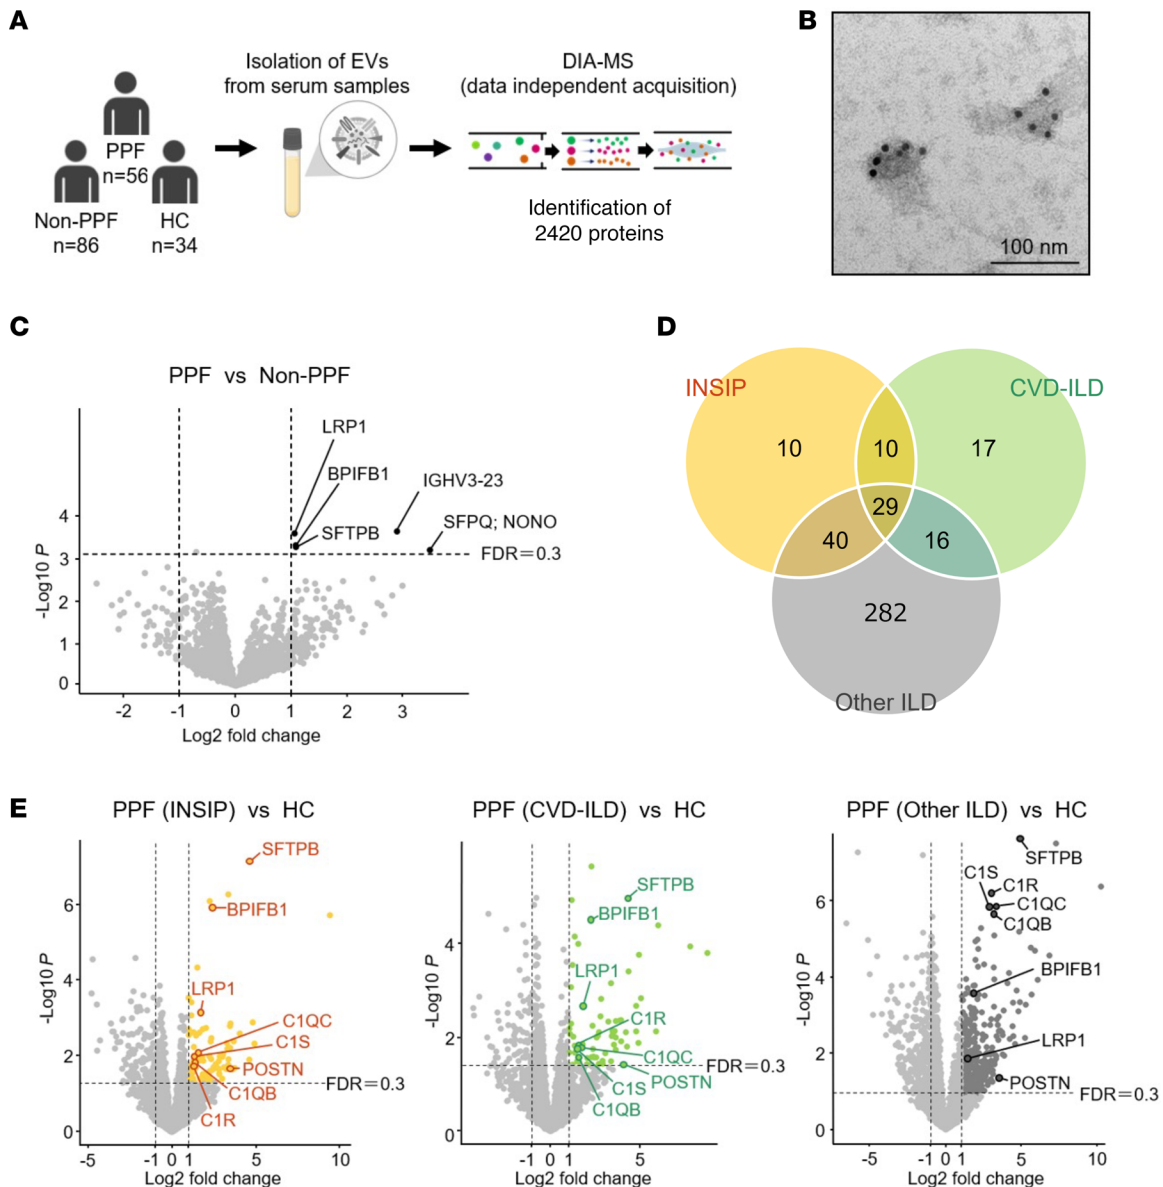 A
Isolation of EVs
from serum samples
DIA-MS
(data independent acquisition)
PPF
n=56
Non-PPF
n=86
HC
n=34
Identification of
2420 proteins
B
100 nm
C
PPF vs Non-PPF
LRP1
BPIFB1
IGHV3-23
SFTPB
SFPQ; NONO
FDR=0.3
4
3
2
1
0
-Log10 P
-2
-1
0
1
2
3
Log2 fold change
D
INSIP
CVD-ILD
10
10
17
29
40
16
282
Other ILD
E
PPF (INSIP) vs HC
SFTPB
BPIFB1
LRP1
C1QC
C1S
POSTN
C1QB
C1R
FDR=0.3
6
4
2
0
-Log10 P
-5
-1
0
1
5
10
Log2 fold change
PPF (CVD-ILD) vs HC
SFTPB
BPIFB1
LRP1
C1R
C1QC
C1S
POSTN
C1QB
FDR=0.3
4
2
0
-Log10 P
-5
-1
0
1
5
Log2 fold change
PPF (Other ILD) vs HC
SFTPB
C1S
C1R
C1QC
C1QB
BPIFB1
LRP1
POSTN
FDR=0.3
6
4
2
0
-Log10 P
-5
-1
0
1
5
10
Log2 fold change